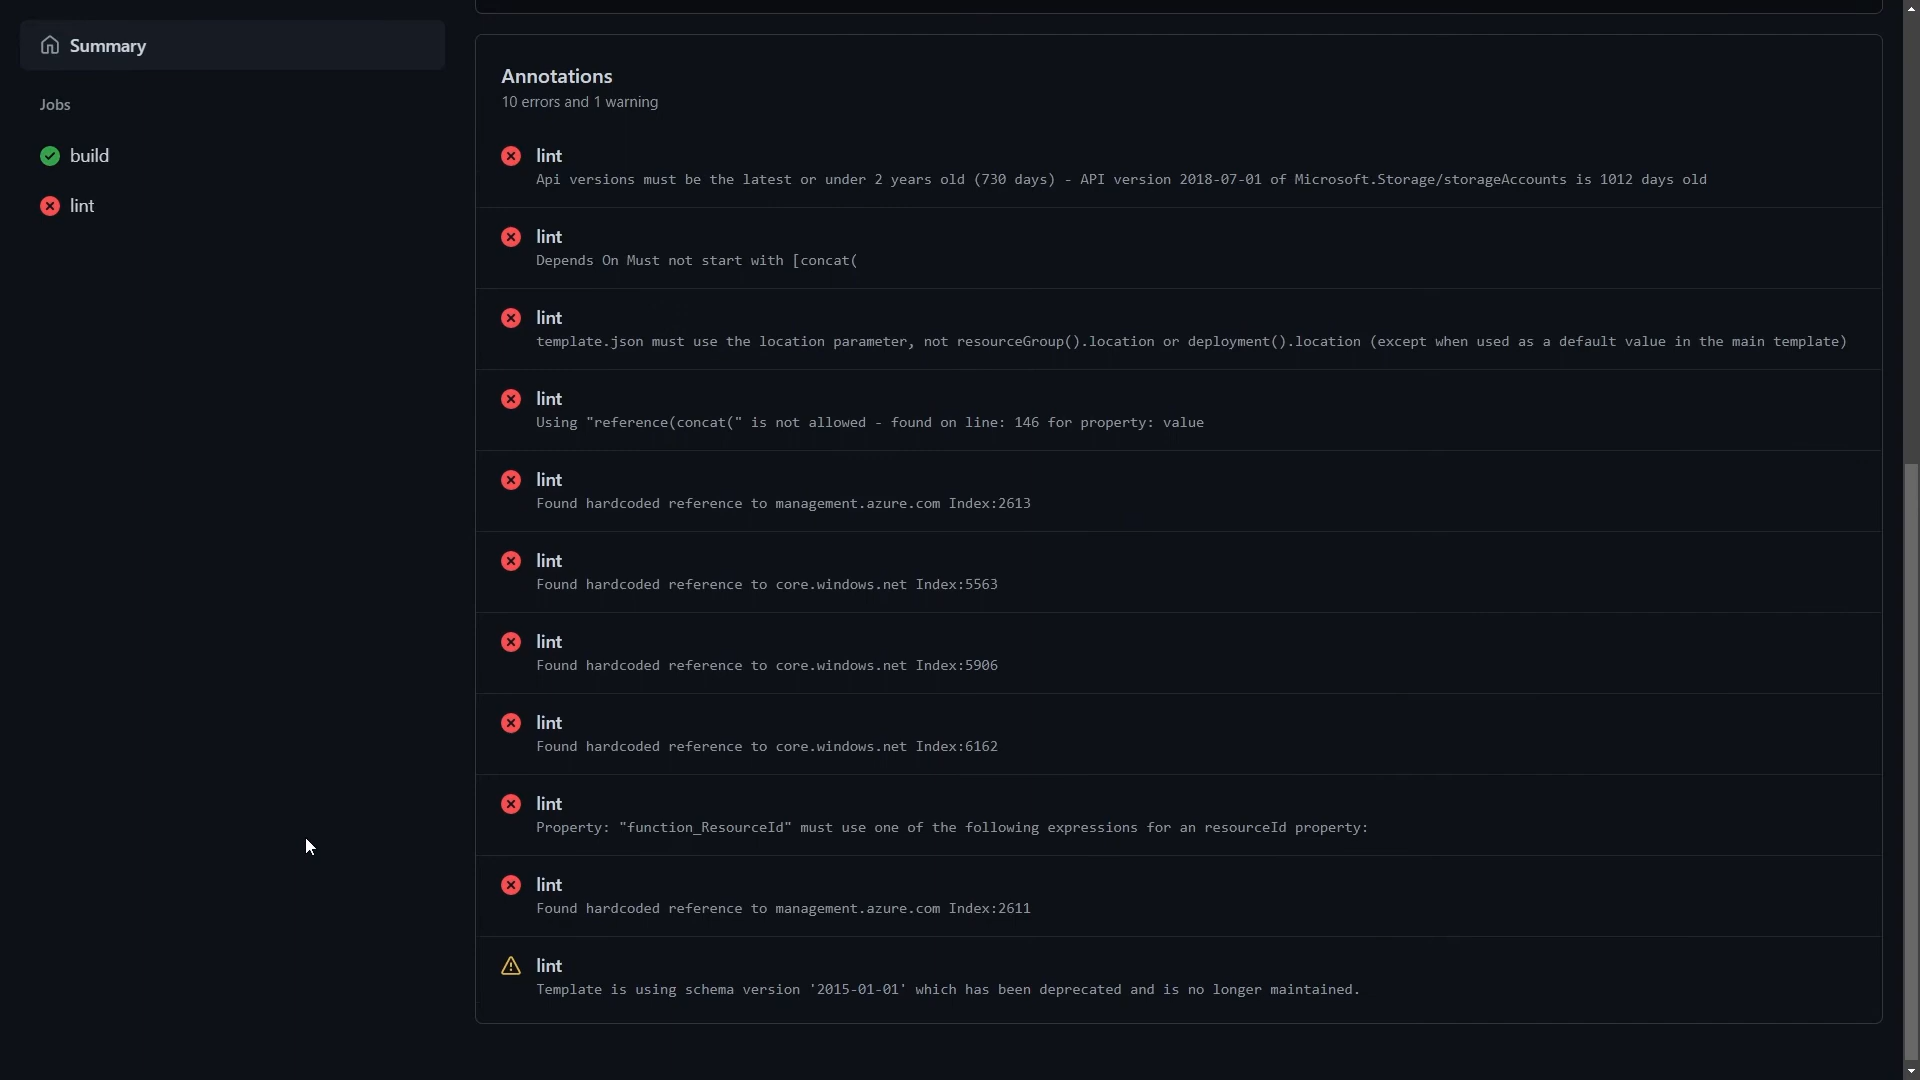 Summary
Jobs
build
lint
Annotations
10 errors and 1 warning
lint
Api versions must be the latest or under 2 years old (730 days) - API version 2018-07-01 of Microsoft.Storage/storageAccounts is 1012 days old
lint
Depends On Must not start with [concat(
lint
template.json must use the location parameter, not resourceGroup().location or deployment().location (except when used as a default value in the main template)
lint
Using "reference(concat(" is not allowed - found on line: 146 for property: value
lint
Found hardcoded reference to management.azure.com Index:2613
lint
Found hardcoded reference to core.windows.net Index:5563
lint
Found hardcoded reference to core.windows.net Index:5906
lint
Found hardcoded reference to core.windows.net Index:6162
lint
Property: "function_ResourceId" must use one of the following expressions for an resourceId property:
lint
Found hardcoded reference to management.azure.com Index:2611
lint
Template is using schema version '2015-01-01' which has been deprecated and is no longer maintained.